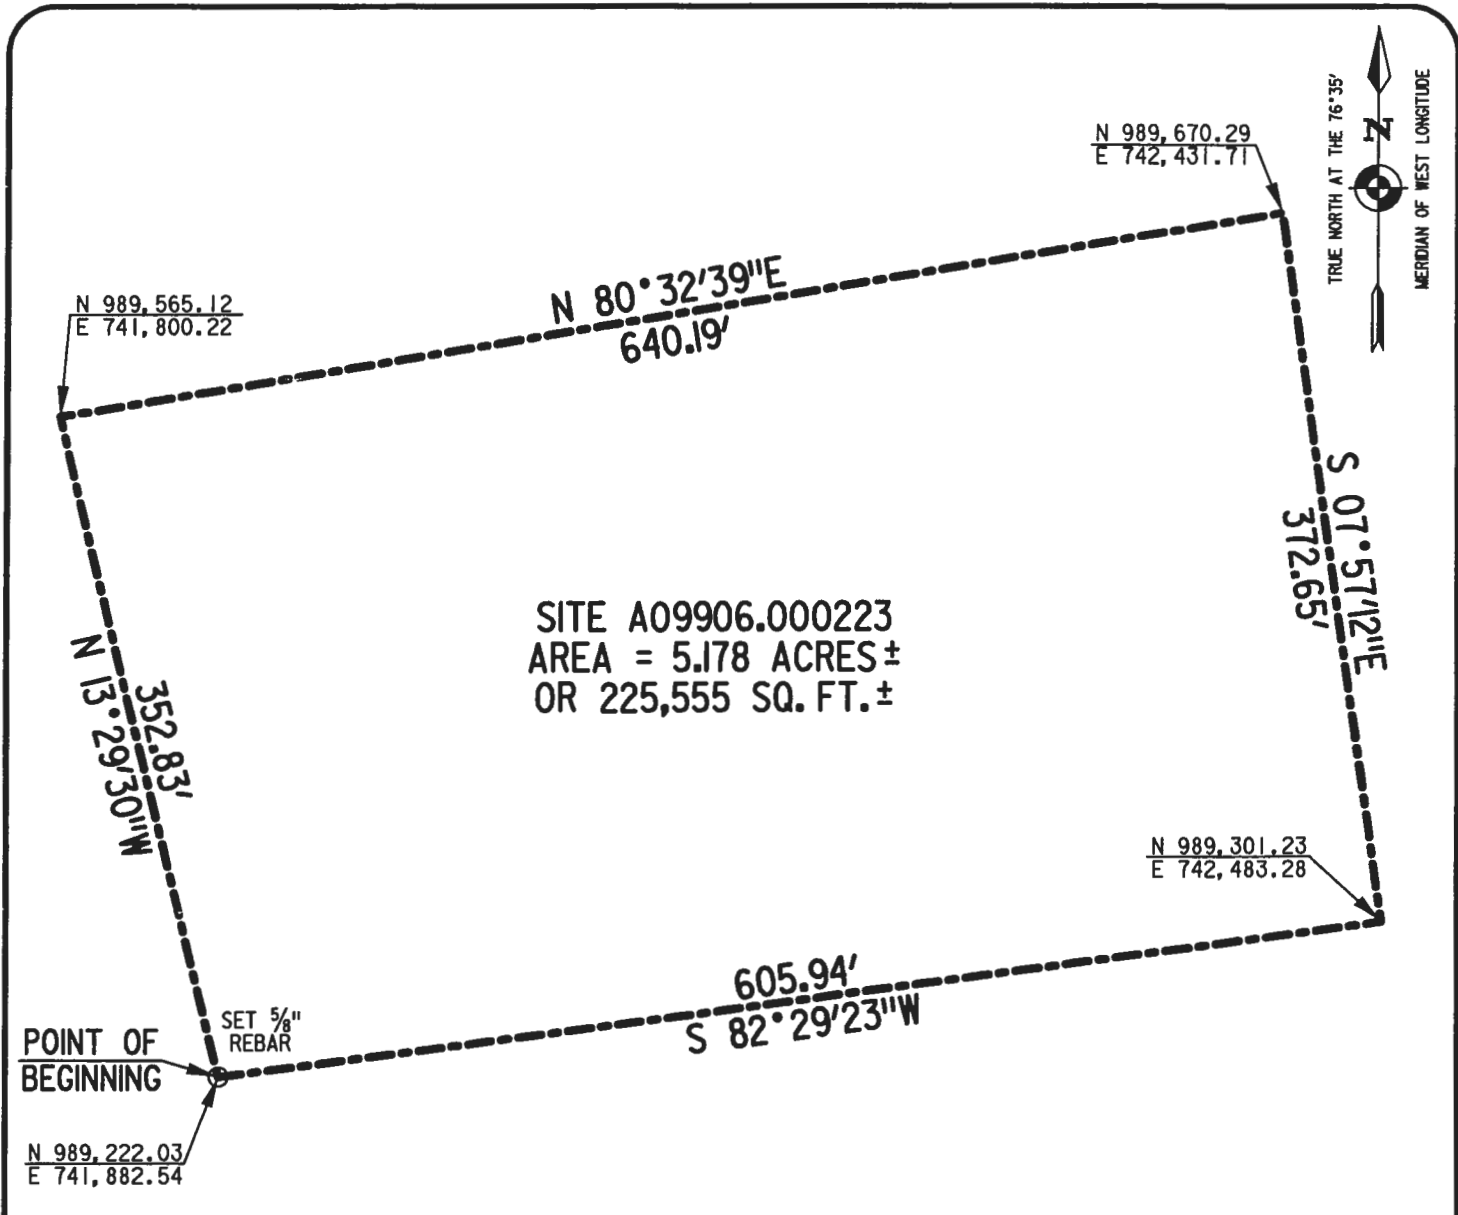 TRUE NORTH AT THE 76°35'
MERIDIAN OF WEST LONGITUDE
N
N 989,670.29
E 742,431.71
N 989,565.12
E 741,800.22
N 80°32'39"E
640.19'
S 07°57'12"E
372.65'
SITE A09906.000223
AREA = 5.178 ACRES±
OR 225,555 SQ. FT.±
352.83'
N 13°29'30"W
N 989,301.23
E 742,483.28
605.94'
S 82°29'23"W
SET 5/8"
REBAR
POINT OF
BEGINNING
N 989,222.03
E 741,882.54